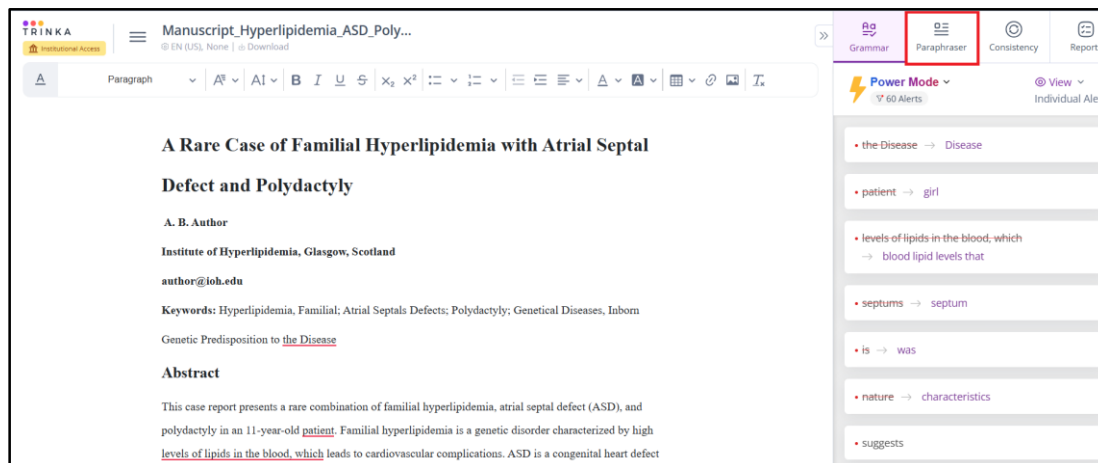 TRINKA
Institutional Access
Manuscript_Hyperlipidemia_ASD_Poly...
EN (US), None | Download
Grammar
Paraphraser
Consistency
Report
Paragraph
Power Mode
60 Alerts
View
Individual Ale
A Rare Case of Familial Hyperlipidemia with Atrial Septal
Defect and Polydactyly
A. B. Author
Institute of Hyperlipidemia, Glasgow, Scotland
author@ioh.edu
Keywords: Hyperlipidemia, Familial; Atrial Septals Defects; Polydactyly; Genetical Diseases, Inborn
Genetic Predisposition to the Disease
Abstract
This case report presents a rare combination of familial hyperlipidemia, atrial septal defect (ASD), and
polydactyly in an 11-year-old patient. Familial hyperlipidemia is a genetic disorder characterized by high
levels of lipids in the blood, which leads to cardiovascular complications. ASD is a congenital heart defect
the Disease → Disease
patient → girl
levels of lipids in the blood, which
→ blood lipid levels that
septums → septum
is → was
nature → characteristics
suggests